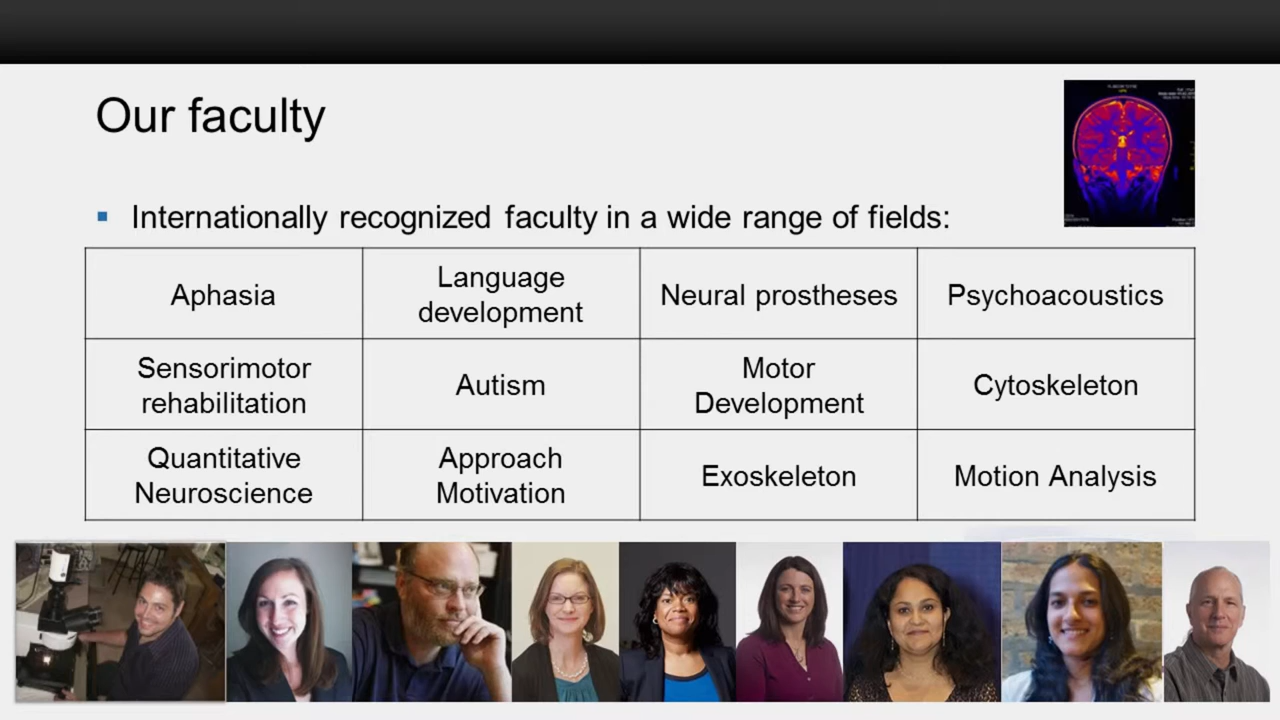 Our faculty
Internationally recognized faculty in a wide range of fields:
Aphasia
Language
development
Neural prostheses
Psychoacoustics
Sensorimotor
rehabilitation
Autism
Motor
Development
Cytoskeleton
Quantitative
Neuroscience
Approach
Motivation
Exoskeleton
Motion Analysis